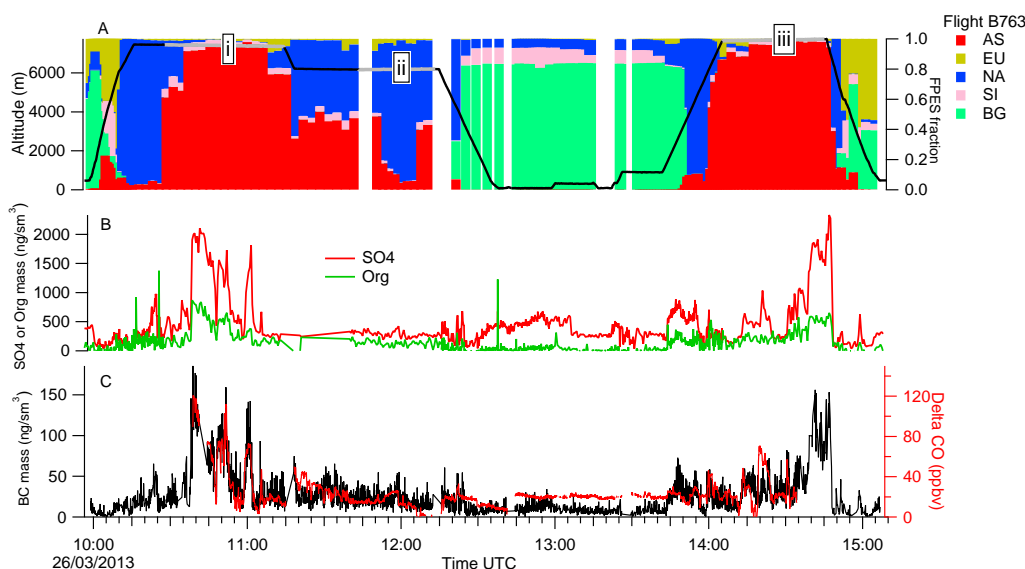 Flight B763
AS
EU
NA
SI
BG
A
i
ii
iii
Altitude (m)
6000
4000
2000
0
FPES fraction
1.0
0.8
0.6
0.4
0.2
0.0
B
SO4 or Org mass (ng/sm³)
2000
1500
1000
500
0
SO4
Org
C
BC mass (ng/sm³)
150
100
50
0
Delta CO (ppbv)
120
80
40
0
10:00 11:00 12:00 13:00 14:00 15:00
26/03/2013
Time UTC